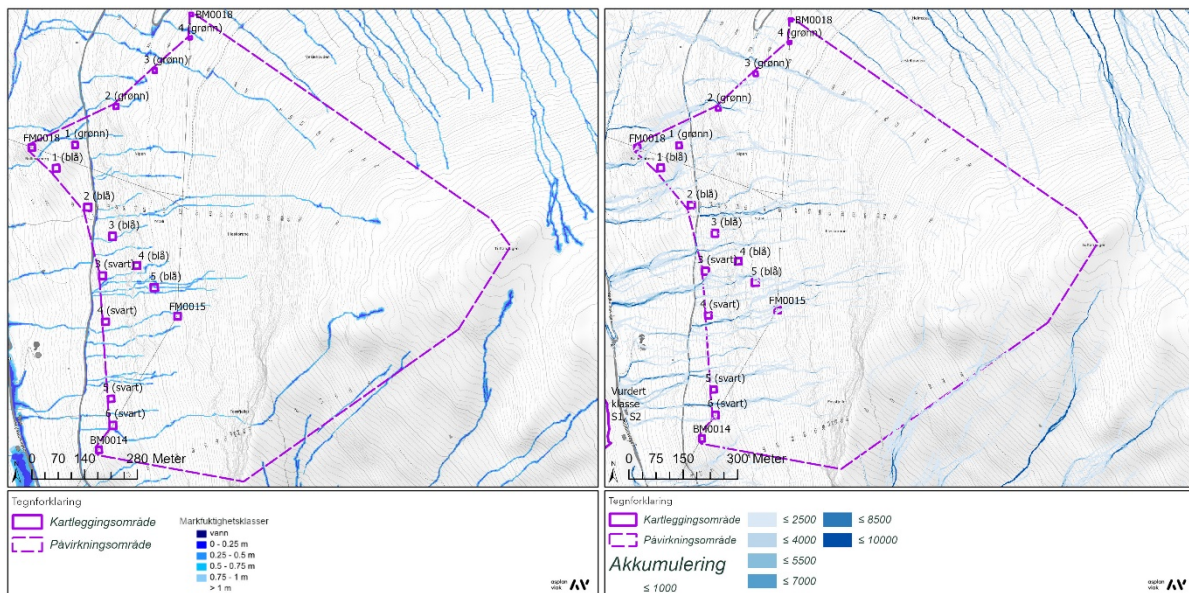 BM0018
4 (grønn)
3 (grønn)
2 (grønn)
FM0018
1 (grønn)
1 (blå)
2 (blå)
3 (blå)
4 (blå)
3 (svart)
5 (blå)
FM0015
4 (svart)
5 (svart)
6 (svart)
BM0014
0 70 140 280 Meter
N
Tegnforklaring
Kartleggingsområde
Påvirkningsområde
Markfuktighetsklasser
vann
0 - 0.25 m
0.25 - 0.5 m
0.5 - 0.75 m
0.75 - 1 m
> 1 m
asplan
viak
BM0018
4 (grønn)
3 (grønn)
2 (grønn)
FM0018
1 (grønn)
1 (blå)
2 (blå)
3 (blå)
4 (blå)
3 (svart)
5 (blå)
FM0015
4 (svart)
5 (svart)
Vurdert
klasse
S1, S2
6 (svart)
BM0014
0 75 150 300 Meter
N
Tegnforklaring
Kartleggingsområde
Påvirkningsområde
Akkumulering
≤ 1000
≤ 2500
≤ 4000
≤ 5500
≤ 7000
≤ 8500
≤ 10000
asplan
viak